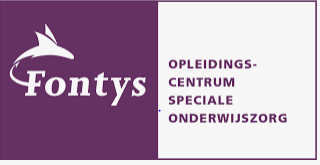 Fontys
OPLEIDINGS-
CENTRUM
SPECIALE
ONDERWIJSZORG